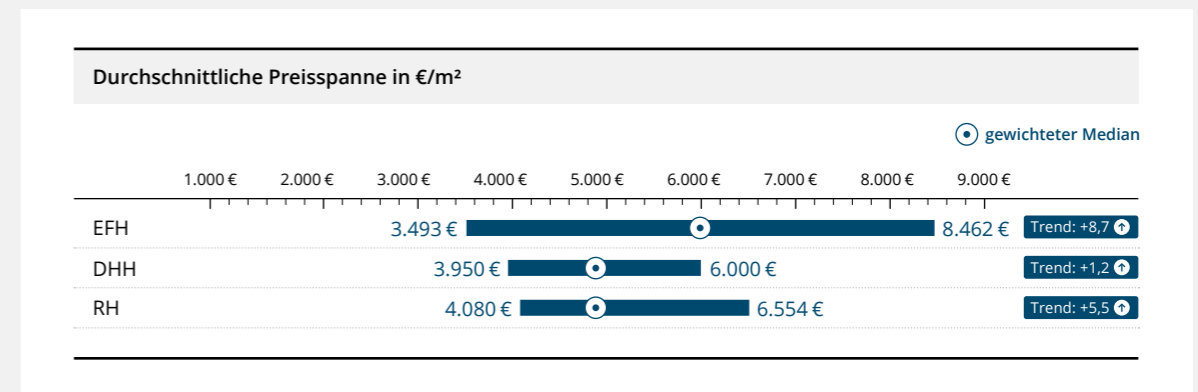 Durchschnittliche Preisspanne in €/m²
gewichteter Median
1.000 € 2.000 € 3.000 € 4.000 € 5.000 € 6.000 € 7.000 € 8.000 € 9.000 €
EFH 3.493 € 8.462 € Trend: +8,7
DHH 3.950 € 6.000 € Trend: +1,2
RH 4.080 € 6.554 € Trend: +5,5